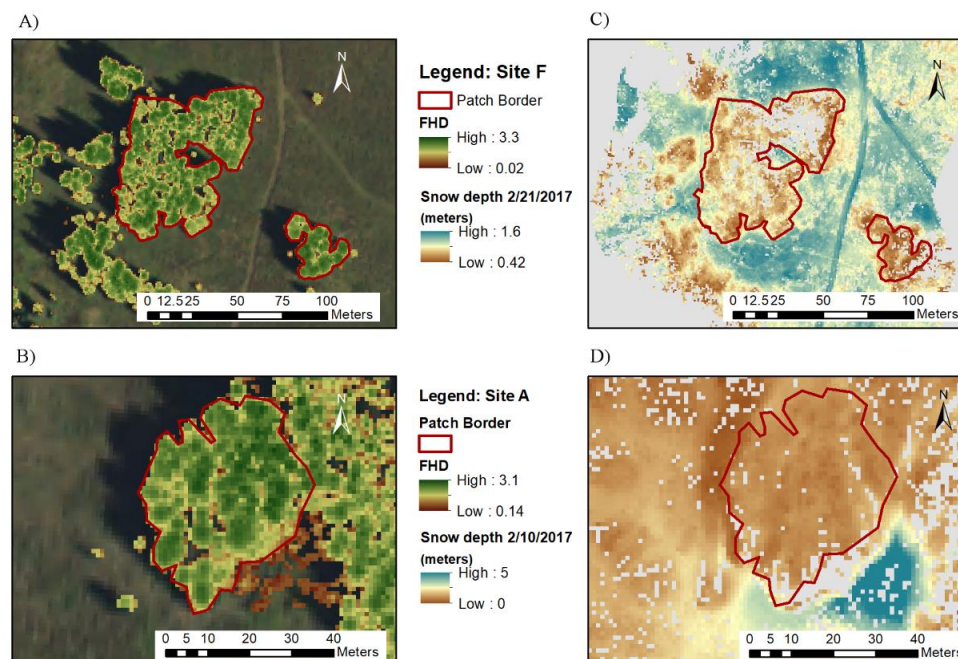 A)
C)
N
N
Legend: Site F
Patch Border
FHD
High : 3.3
Low : 0.02
Snow depth 2/21/2017
(meters)
High : 1.6
Low : 0.42
0 12.5 25 50 75 100
Meters
0 12.5 25 50 75 100
Meters
B)
D)
N
N
Legend: Site A
Patch Border
FHD
High : 3.1
Low : 0.14
Snow depth 2/10/2017
(meters)
High : 5
Low : 0
0 5 10 20 30 40
Meters
0 5 10 20 30 40
Meters